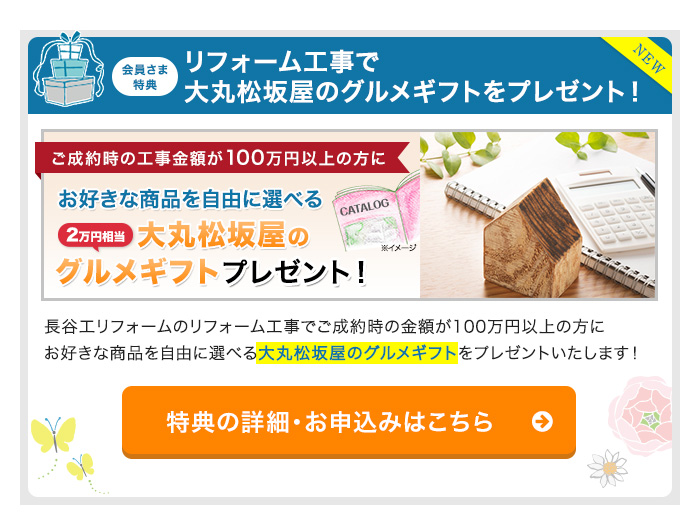 会員さま
特典
リフォーム工事で
大丸松坂屋のグルメギフトをプレゼント！
NEW
ご成約時の工事金額が100万円以上の方に
お好きな商品を自由に選べる
2万円相当 大丸松坂屋の
グルメギフトプレゼント！
CATALOG
※イメージ
長谷工リフォームのリフォーム工事でご成約時の金額が100万円以上の方に
お好きな商品を自由に選べる大丸松坂屋のグルメギフトをプレゼントいたします！
特典の詳細・お申込みはこちら